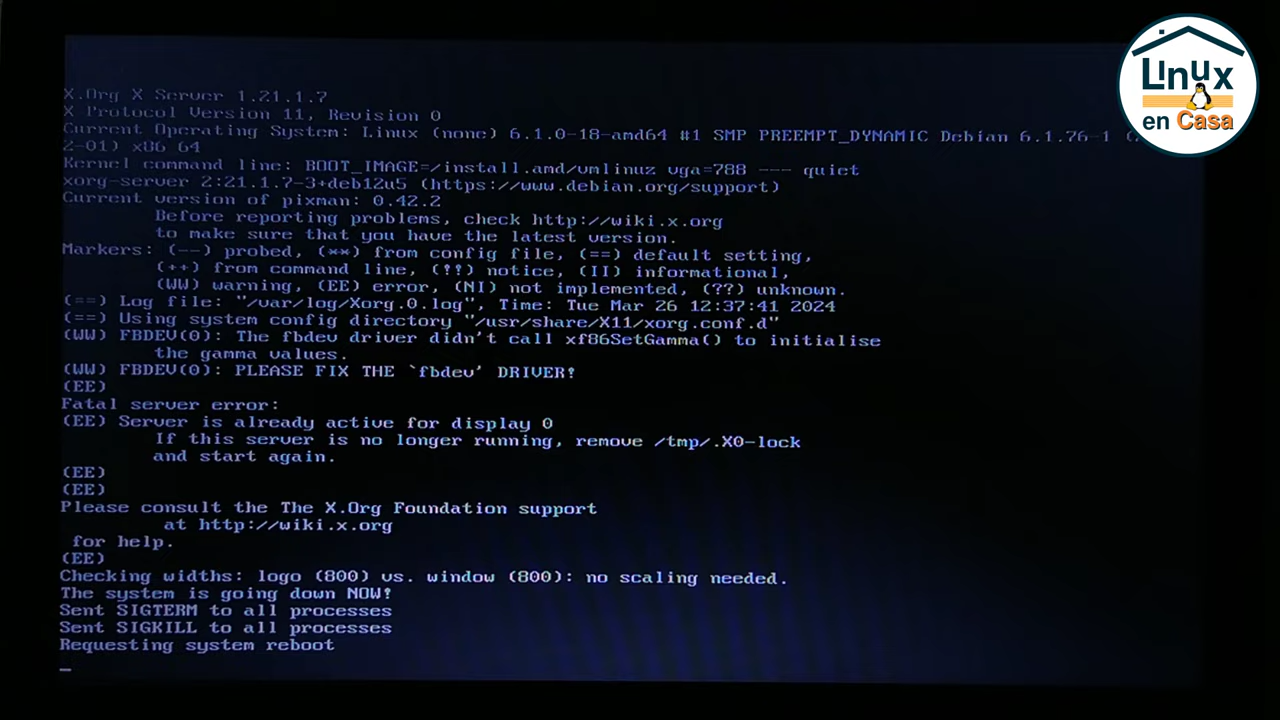 X.Org X Server 1.21.1.7
X Protocol Version 11, Revision 0
Current Operating System: Linux (none) 6.1.0-18-amd64 #1 SMP PREEMPT_DYNAMIC Debian 6.1.76-1 (
2-01) x86_64
Kernel command line: BOOT_IMAGE=/install.amd/vmlinuz vga=788 --- quiet
xorg-server 2:21.1.7-3+deb12u5 (https://www.debian.org/support)
Current version of pixman: 0.42.2
Before reporting problems, check http://wiki.x.org
to make sure that you have the latest version.
Markers: (--) probed, (**) from config file, (==) default setting,
(++) from command line, (!!) notice, (II) informational,
(WW) warning, (EE) error, (NI) not implemented, (??) unknown.
(==) Log file: "/var/log/Xorg.0.log", Time: Tue Mar 26 12:37:41 2024
(==) Using system config directory "/usr/share/X11/xorg.conf.d"
(WW) FBDEV(0): The fbdev driver didn't call xf86SetGamma() to initialise
the gamma values.
(WW) FBDEV(0): PLEASE FIX THE `fbdev' DRIVER!
(EE)
Fatal server error:
(EE) Server is already active for display 0
If this server is no longer running, remove /tmp/.X0-lock
and start again.
(EE)
(EE)
Please consult the The X.Org Foundation support
at http://wiki.x.org
for help.
(EE)
Checking widths: logo (800) vs. window (800): no scaling needed.
The system is going down NOW!
Sent SIGTERM to all processes
Sent SIGKILL to all processes
Requesting system reboot
LInux
en Casa